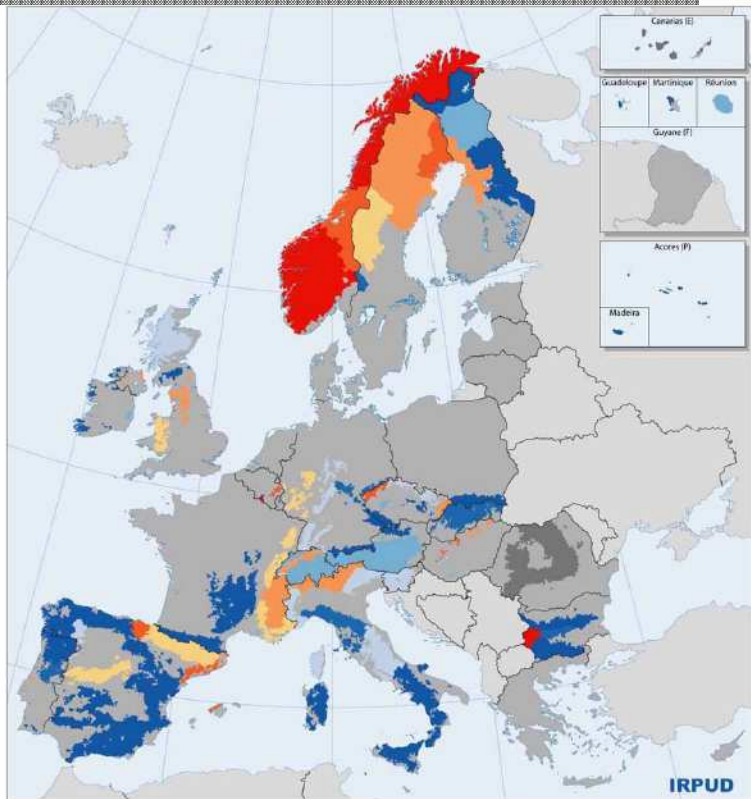 Canarias (E)
Guadeloupe
Martinique
Réunion
Guyane (F)
Acores (P)
Madeira
IRPUD